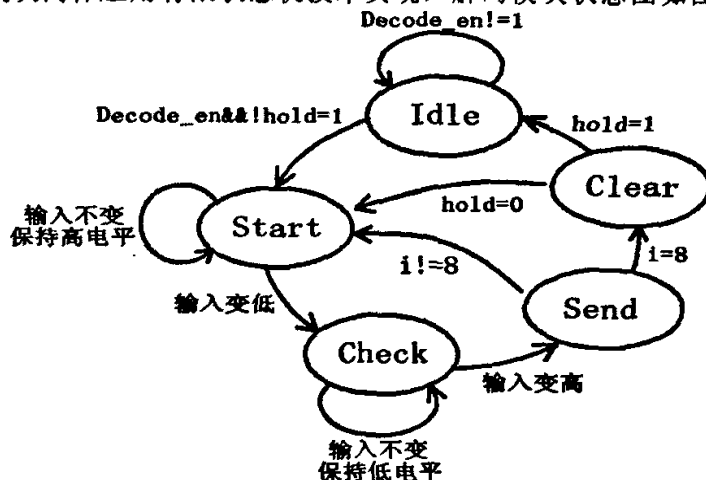 Decode_en!=1
Idle
Decode_en&&!hold=1
hold=1
Clear
输入不变
保持高电平
Start
hold=0
i!=8
i=8
Send
输入变低
Check
输入变高
输入不变
保持低电平